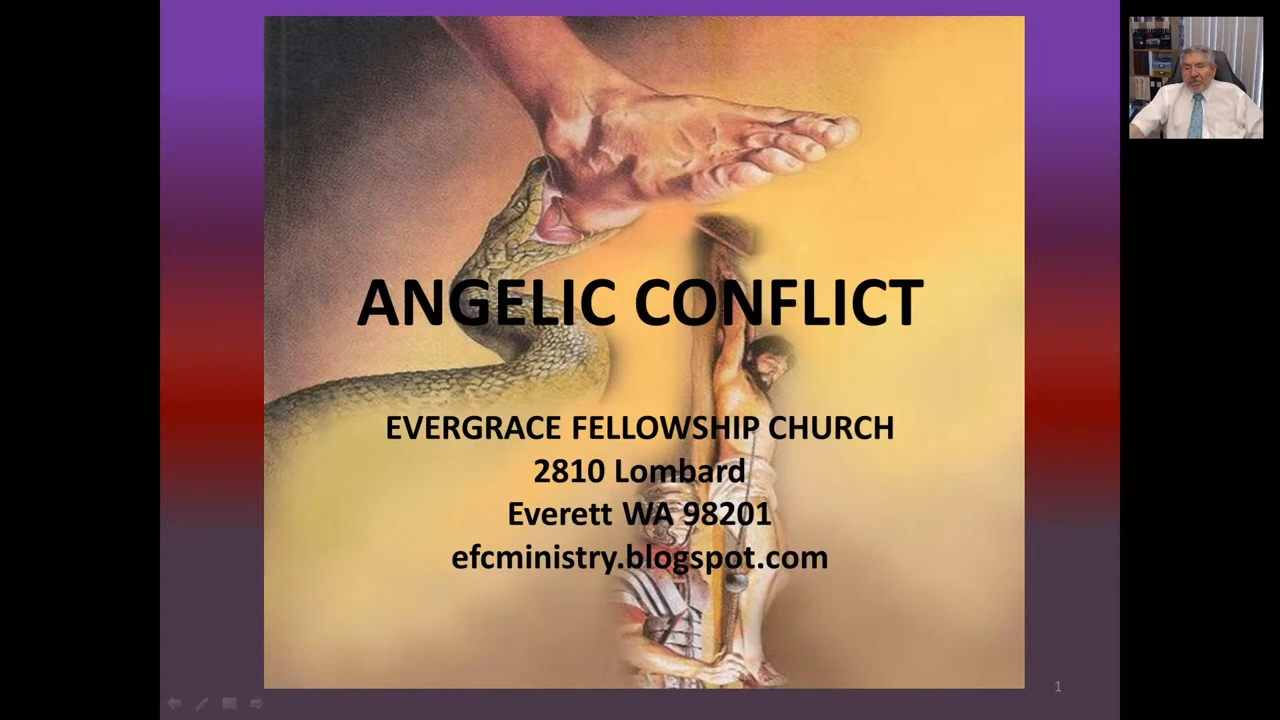 ANGELIC CONFLICT
EVERGRACE FELLOWSHIP CHURCH
2810 Lombard
Everett WA 98201
efcministry.blogspot.com
1